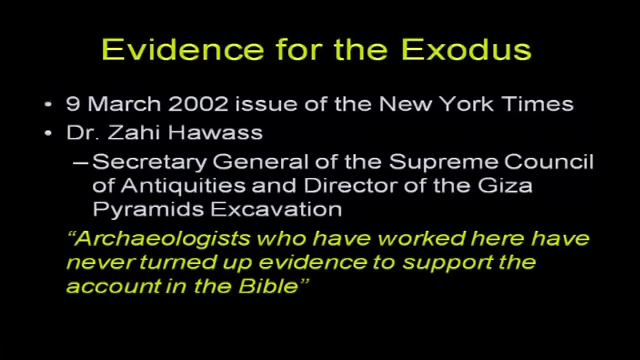 Evidence for the Exodus
• 9 March 2002 issue of the New York Times
• Dr. Zahi Hawass
–Secretary General of the Supreme Council
of Antiquities and Director of the Giza
Pyramids Excavation
“Archaeologists who have worked here have
never turned up evidence to support the
account in the Bible”